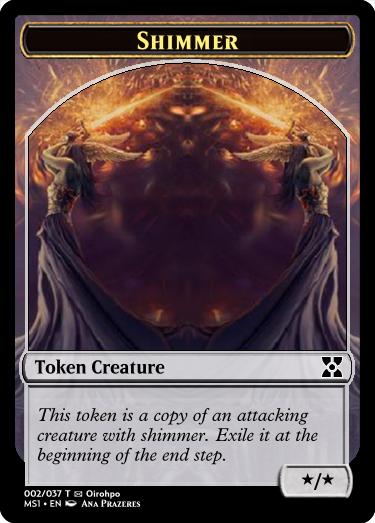 SHIMMER
Token Creature
This token is a copy of an attacking
creature with shimmer. Exile it at the
beginning of the end step.
★/★
002/037 T ✉ Oirohpo
MS1 • EN ANA PRAZERES